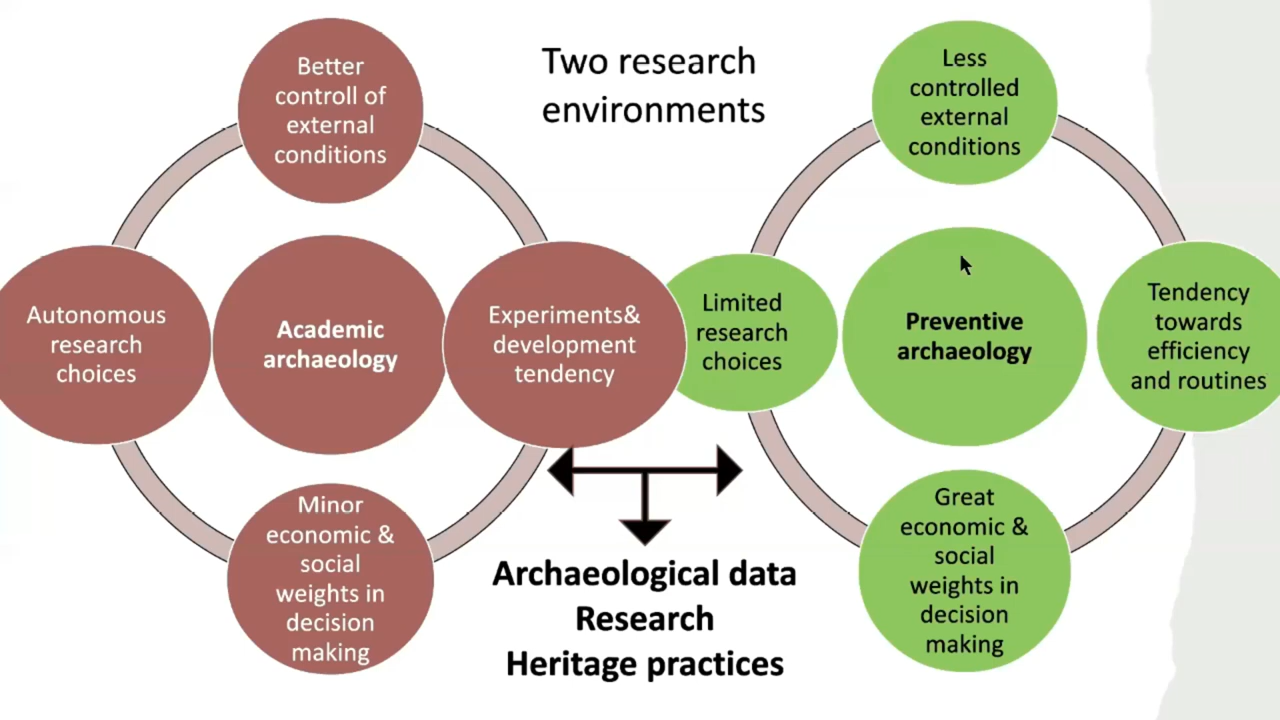 Two research
environments
Better
controll of
external
conditions
Autonomous
research
choices
Academic
archaeology
Experiments&
development
tendency
Minor
economic &
social
weights in
decision
making
Less
controlled
external
conditions
Limited
research
choices
Preventive
archaeology
Tendency
towards
efficiency
and routines
Great
economic &
social
weights in
decision
making
Archaeological data
Research
Heritage practices